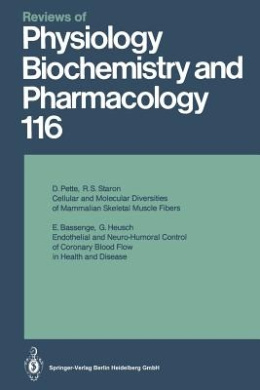 Reviews of
Physiology
Biochemistry and
Pharmacology
116
D. Pette, R.S. Staron
Cellular and Molecular Diversities
of Mammalian Skeletal Muscle Fibers
E. Bassenge, G. Heusch
Endothelial and Neuro-Humoral Control
of Coronary Blood Flow
in Health and Disease
Springer-Verlag Berlin Heidelberg GmbH